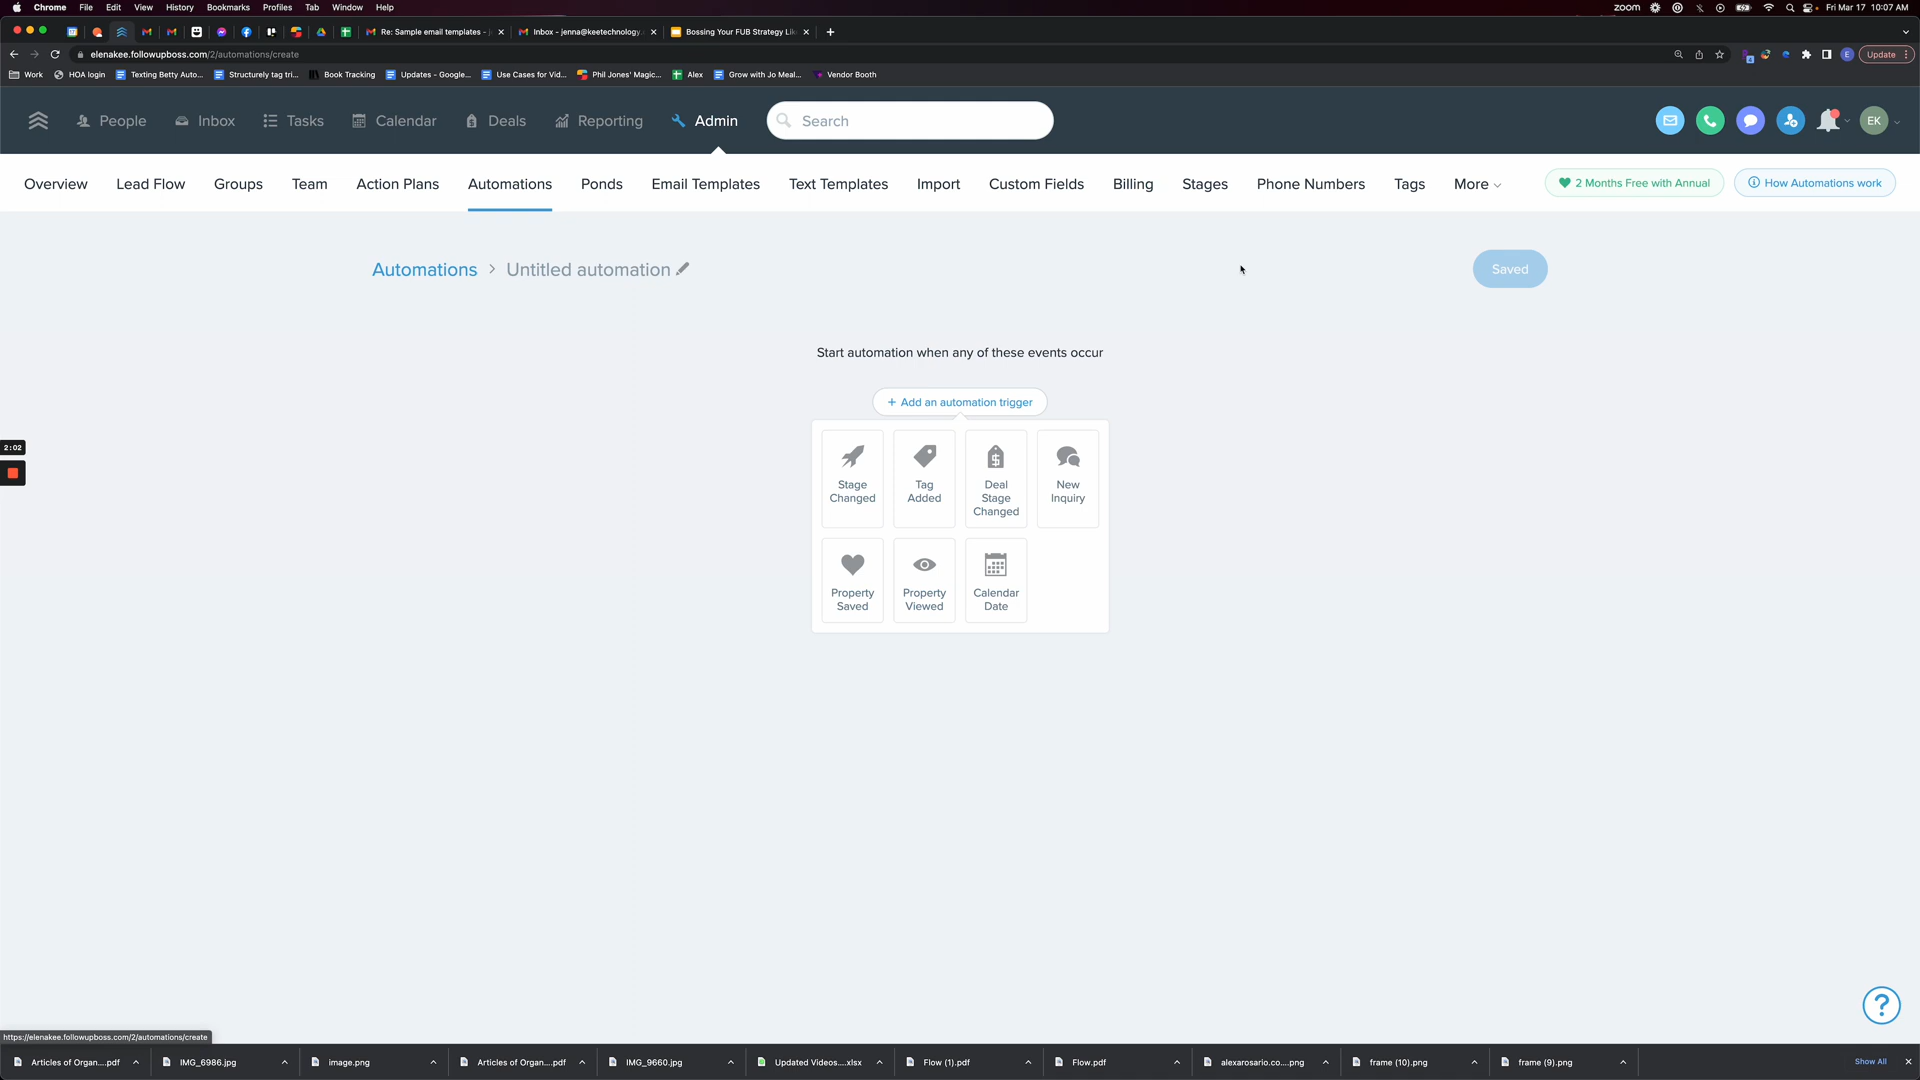 Chrome File Edit View History Bookmarks Profiles Tab Window Help zoom Fri Mar 17 10:07 AM
Re: Sample email templates - j Inbox - jenna@keetechnology. Bossing Your FUB Strategy Lik
elenakee.followupboss.com/2/automations/create Update
Work HOA login Texting Betty Auto... Structurely tag tri... Book Tracking Updates - Google... Use Cases for Vid... Phil Jones' Magic... Alex Grow with Jo Meal... Vendor Booth
People Inbox Tasks Calendar Deals Reporting Admin Search EK
Overview Lead Flow Groups Team Action Plans Automations Ponds Email Templates Text Templates Import Custom Fields Billing Stages Phone Numbers Tags More 2 Months Free with Annual How Automations work
Automations > Untitled automation Saved
Start automation when any of these events occur
+ Add an automation trigger
2:02
Stage Changed Tag Added Deal Stage Changed New Inquiry
Property Saved Property Viewed Calendar Date
?
https://elenakee.followupboss.com/2/automations/create
Articles of Organ....pdf IMG_6986.jpg image.png Articles of Organ....pdf IMG_9660.jpg Updated Videos....xlsx Flow (1).pdf Flow.pdf alexarosario.co....png frame (10).png frame (9).png Show All